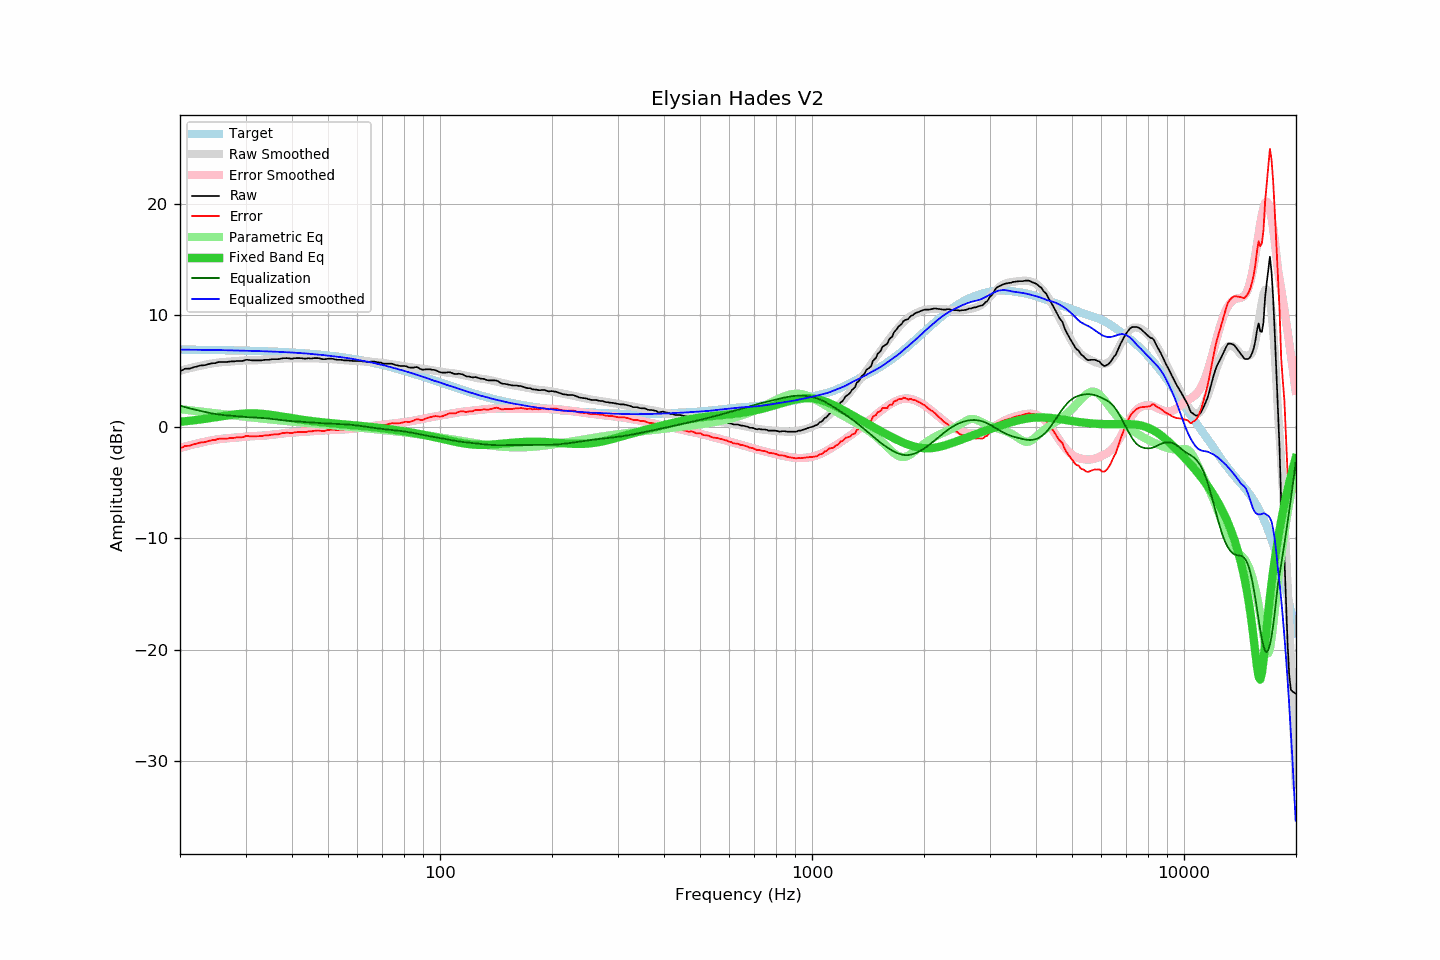 Elysian Hades V2
Target
Raw Smoothed
Error Smoothed
Raw
Error
Parametric Eq
Fixed Band Eq
Equalization
Equalized smoothed
Amplitude (dBr)
20
10
0
−10
−20
−30
100
1000
10000
Frequency (Hz)